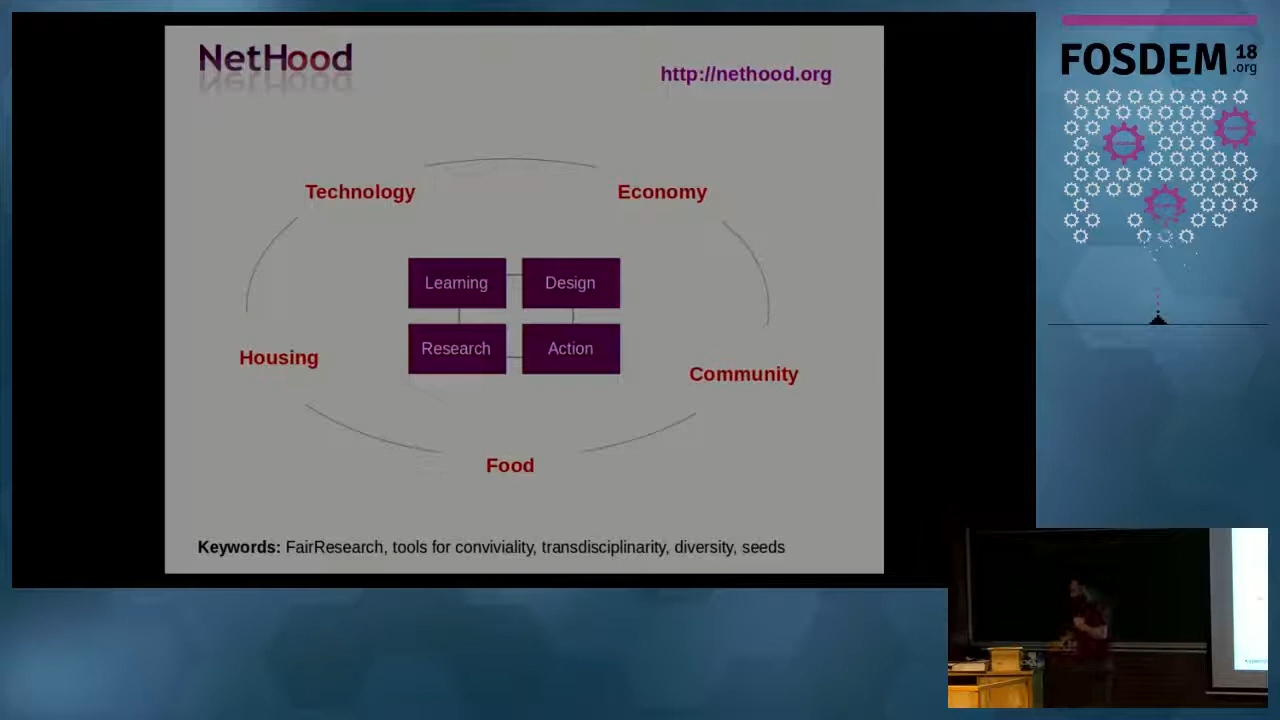 NetHood
http://nethood.org
Technology
Economy
Learning
Design
Research
Action
Housing
Community
Food
Keywords: FairResearch, tools for conviviality, transdisciplinarity, diversity, seeds
FOSDEM 18
.org